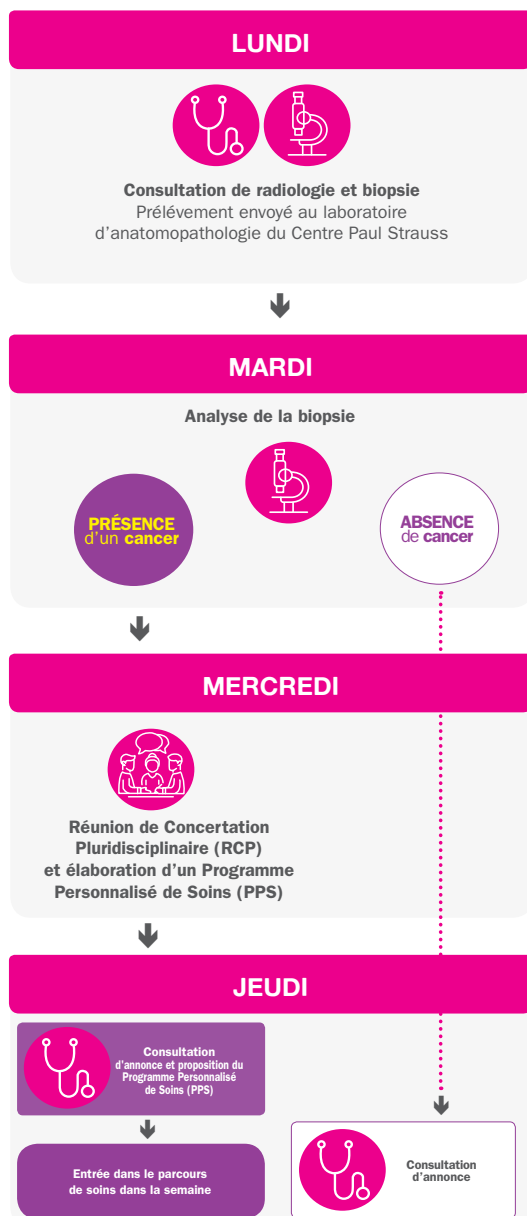 LUNDI
Consultation de radiologie et biopsie
Prélévement envoyé au laboratoire
d'anatomopathologie du Centre Paul Strauss
MARDI
Analyse de la biopsie
PRÉSENCE
d'un cancer
ABSENCE
de cancer
MERCREDI
Réunion de Concertation
Pluridisciplinaire (RCP)
et élaboration d'un Programme
Personnalisé de Soins (PPS)
JEUDI
Consultation
d'annonce et proposition du
Programme Personnalisé
de Soins (PPS)
Entrée dans le parcours
de soins dans la semaine
Consultation
d'annonce